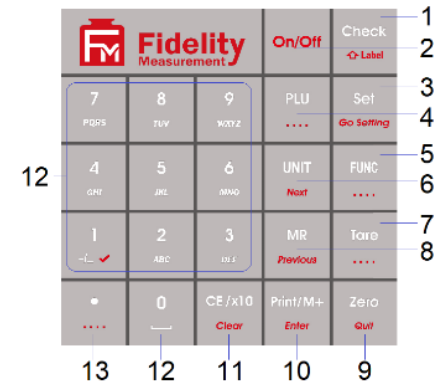 Fidelity
Measurement
FM
On/Off
Check
Label
1
2
7
PQRS
8
TUV
9
WXYZ
PLU
....
Set
Go Setting
3
4
12
4
GHI
5
JKL
6
MNO
UNIT
Next
FUNC
....
5
6
1
-/_ ✔
2
ABC
3
DEF
MR
Previous
Tare
....
7
8
•
....
0
CE/x10
Clear
Print/M+
Enter
Zero
Quit
13
12
11
10
9